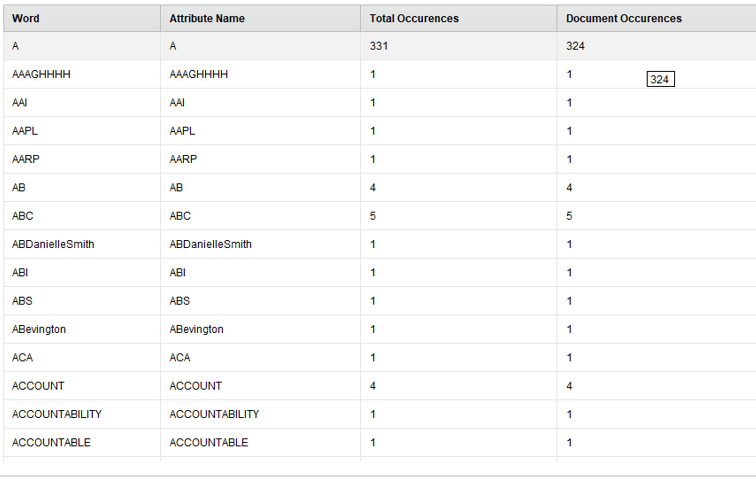 Word Attribute Name Total Occurences Document Occurences
A A 331 324
AAAGHHHH AAAGHHHH 1 1
324
AAI AAI 1 1
AAPL AAPL 1 1
AARP AARP 1 1
AB AB 4 4
ABC ABC 5 5
ABDanielleSmith ABDanielleSmith 1 1
ABI ABI 1 1
ABS ABS 1 1
ABevington ABevington 1 1
ACA ACA 1 1
ACCOUNT ACCOUNT 4 4
ACCOUNTABILITY ACCOUNTABILITY 1 1
ACCOUNTABLE ACCOUNTABLE 1 1